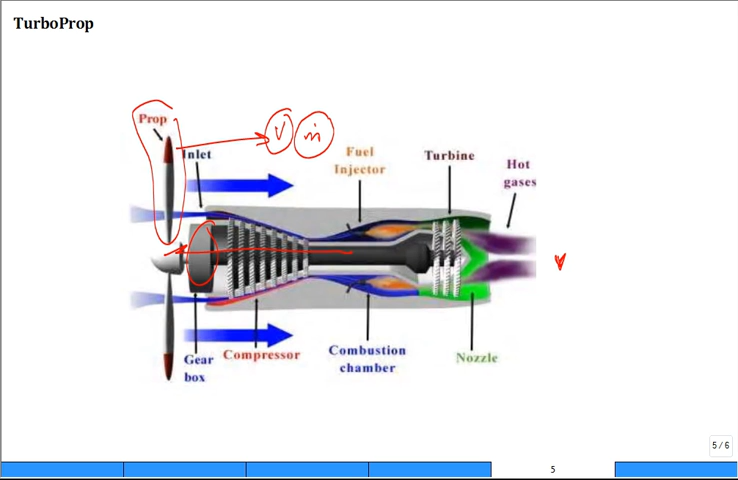 TurboProp
Prop
V ṁ
Inlet
Fuel
Injector
Turbine
Hot
gases
Gear
box
Compressor
Combustion
chamber
Nozzle
5 / 6
5